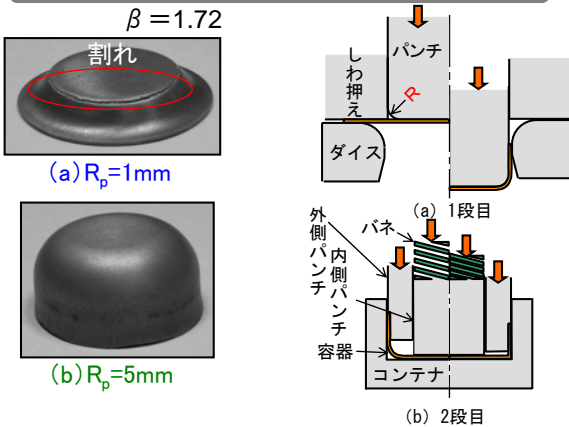 β＝1.72
割れ
(a)Rp=1mm
(b)Rp=5mm
しわ押え
パンチ
R
ダイス
(a) 1段目
バネ
外側パンチ
内側パンチ
容器
コンテナ
(b) 2段目